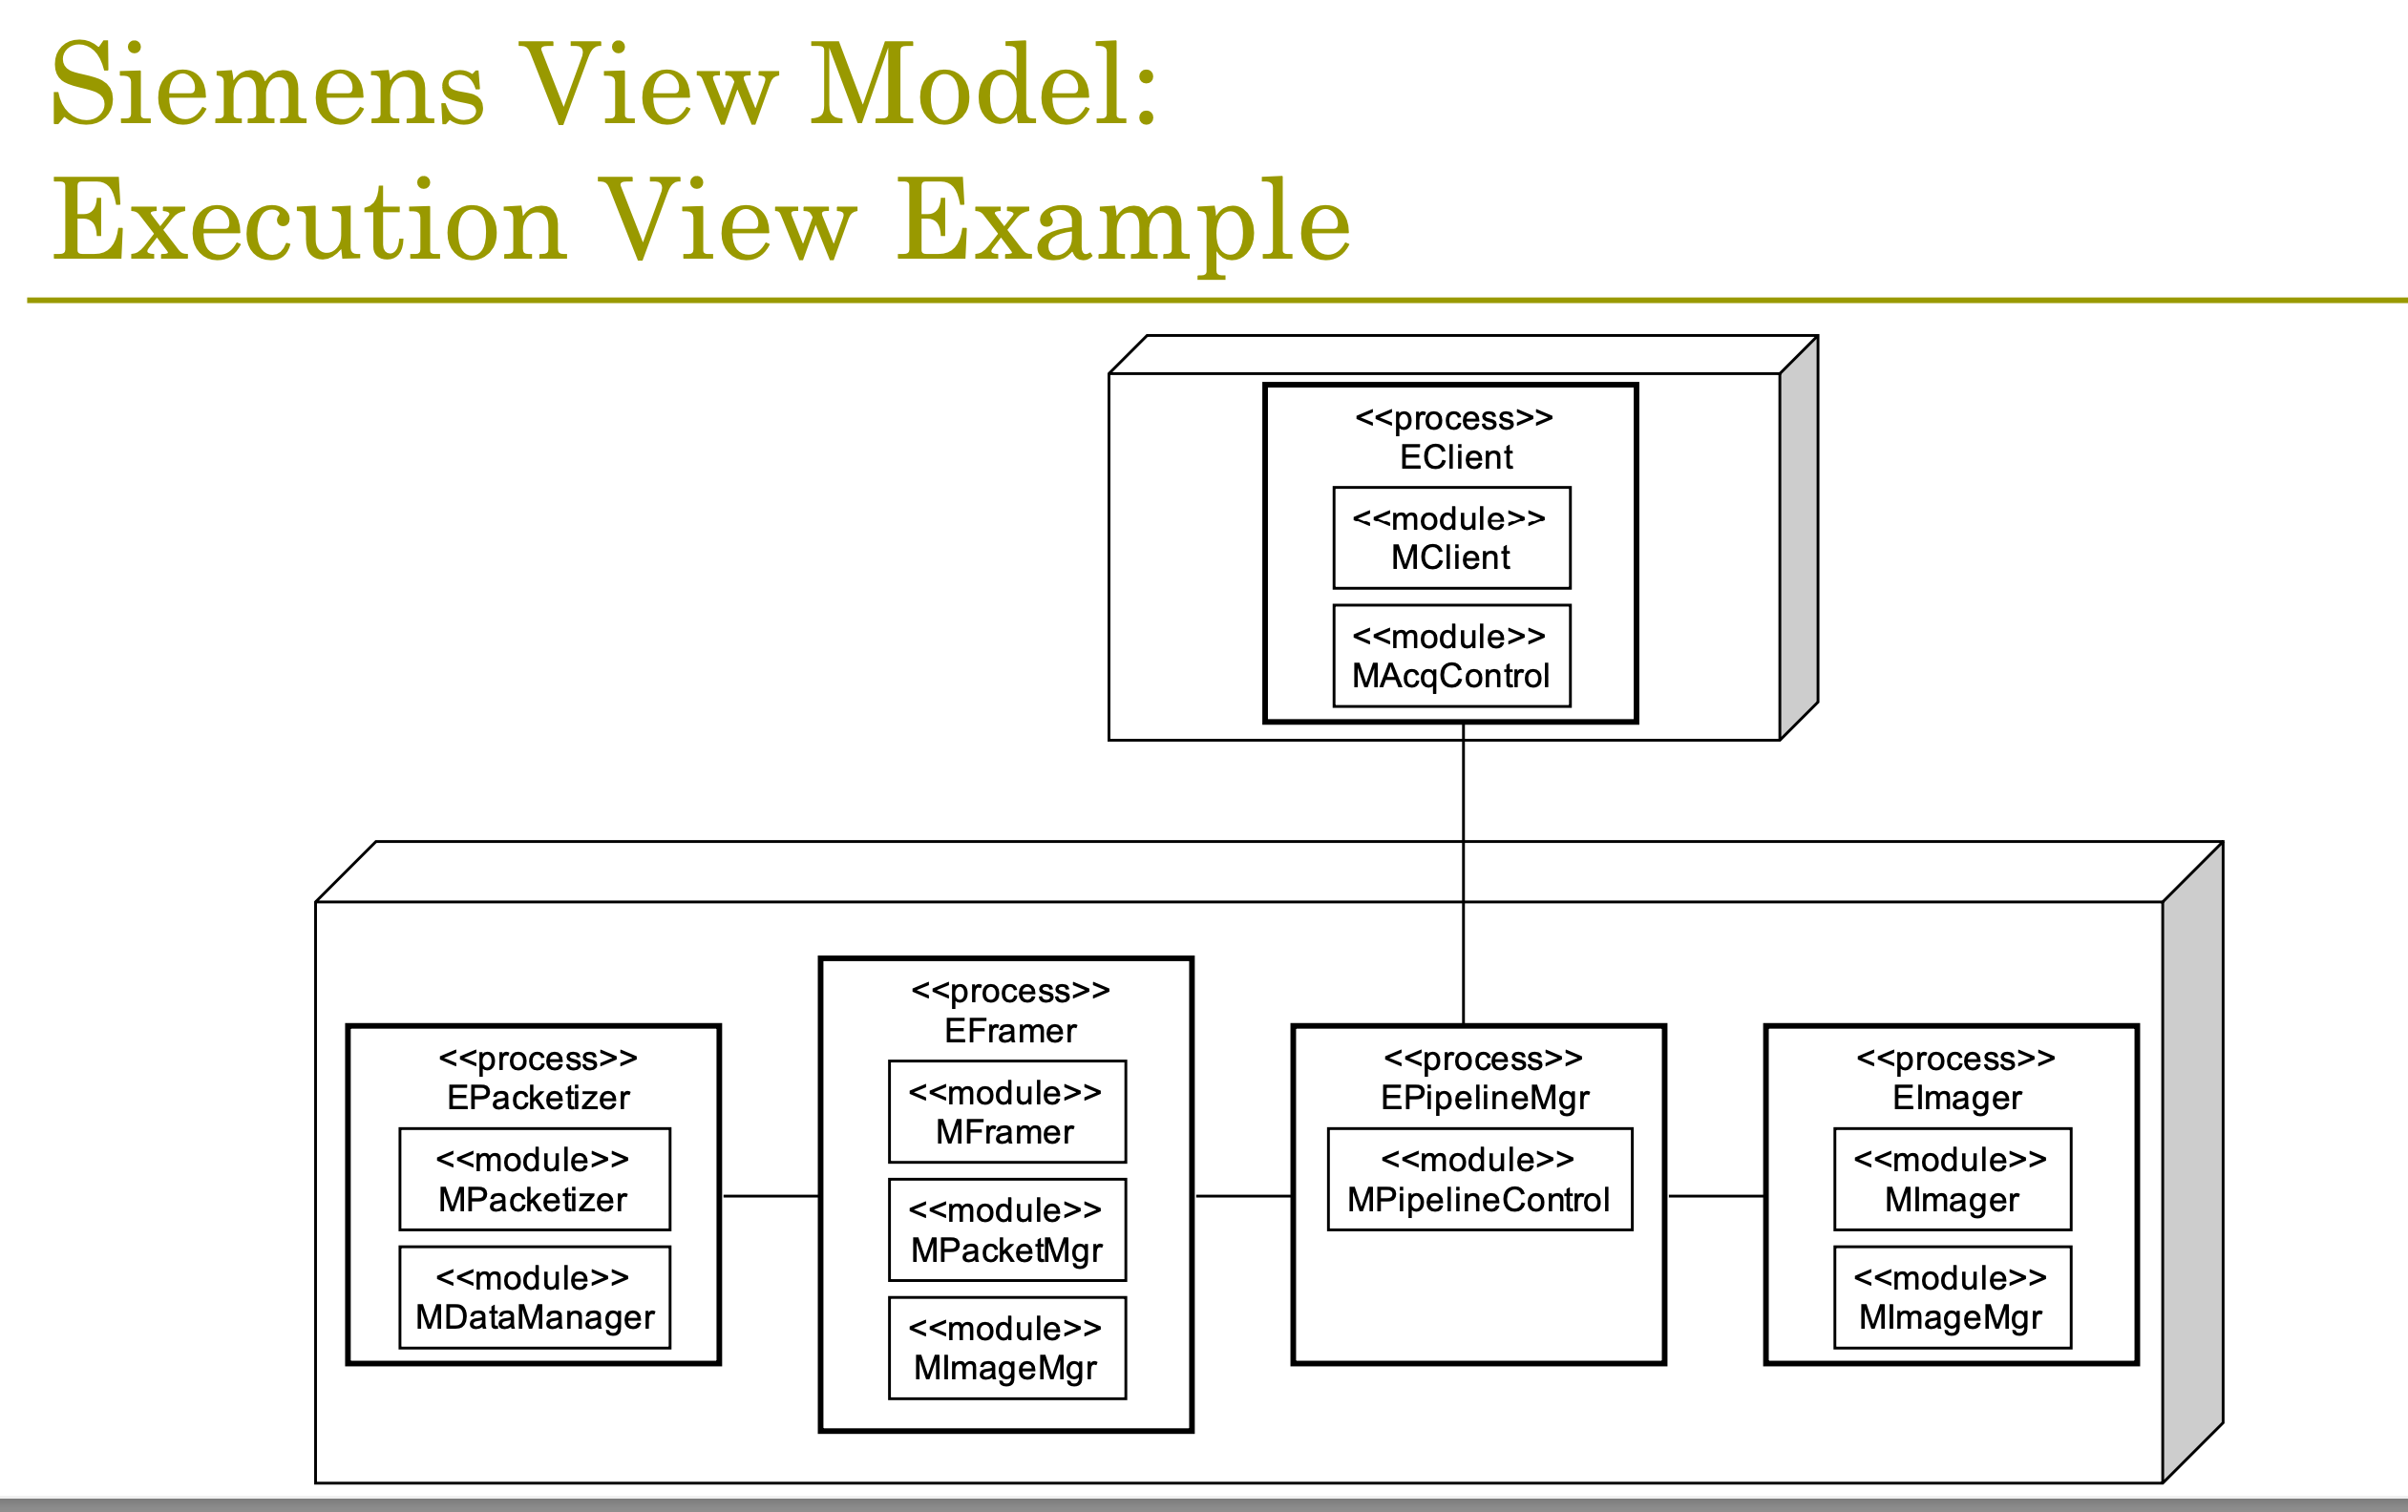 Siemens View Model:
Execution View Example
<<process>>
EClient
<<module>>
MClient
<<module>>
MAcqControl
<<process>>
EPacketizer
<<module>>
MPacketizer
<<module>>
MDataManager
<<process>>
EFramer
<<module>>
MFramer
<<module>>
MPacketMgr
<<module>>
MImageMgr
<<process>>
EPipelineMgr
<<module>>
MPipelineControl
<<process>>
EImager
<<module>>
MImager
<<module>>
MImageMgr